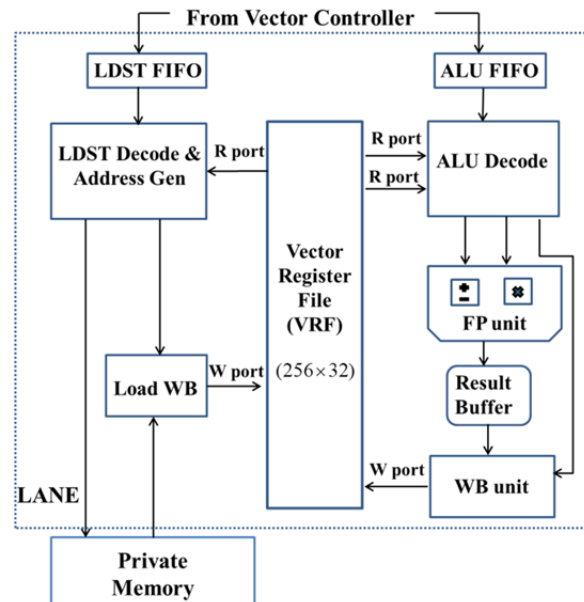 From Vector Controller
LDST FIFO
ALU FIFO
LDST Decode &
Address Gen
R port
R port
R port
ALU Decode
Vector
Register
File
(VRF)
(256×32)
+
−
×
FP unit
Load WB
W port
Result
Buffer
W port
WB unit
LANE
Private
Memory